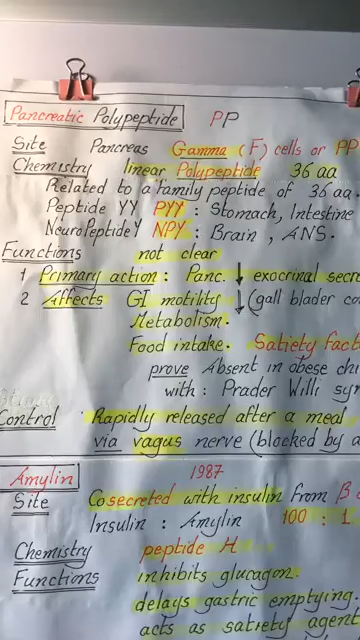 Pancreatic Polypeptide PP
Site Pancreas Gamma (F) cells or PP
Chemistry linear Polypeptide 36 aa
Related to a family peptide of 36 aa.
Peptide YY PYY : Stomach, Intestine
NeuroPeptide Y NPY : Brain, ANS.
Functions not clear
1 Primary action : Panc. ↓ exocrinal secr
2 Affects GI motility ↓ (gall blader co
Metabolism.
Food intake. Satiety fact
prove Absent in obese chi
with : Prader Willi syn
Control Rapidly released after a meal
via vagus nerve (blocked by a
Amylin 1987
Site Cosecreted with insulin from β
Insulin : Amylin 100 : 1
Chemistry peptide H
Functions inhibits glucagon.
delays gastric emptying.
acts as satiety agent